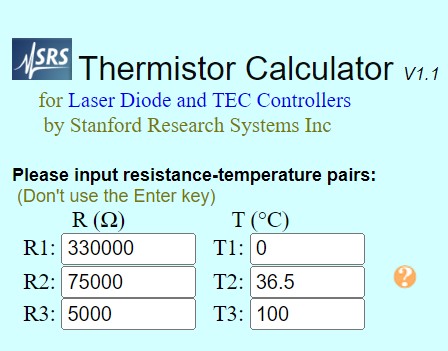 SRS Thermistor Calculator V1.1
for Laser Diode and TEC Controllers
by Stanford Research Systems Inc
Please input resistance-temperature pairs:
(Don't use the Enter key)
R (Ω) T (°C)
R1: 330000 T1: 0
R2: 75000 T2: 36.5 ?
R3: 5000 T3: 100